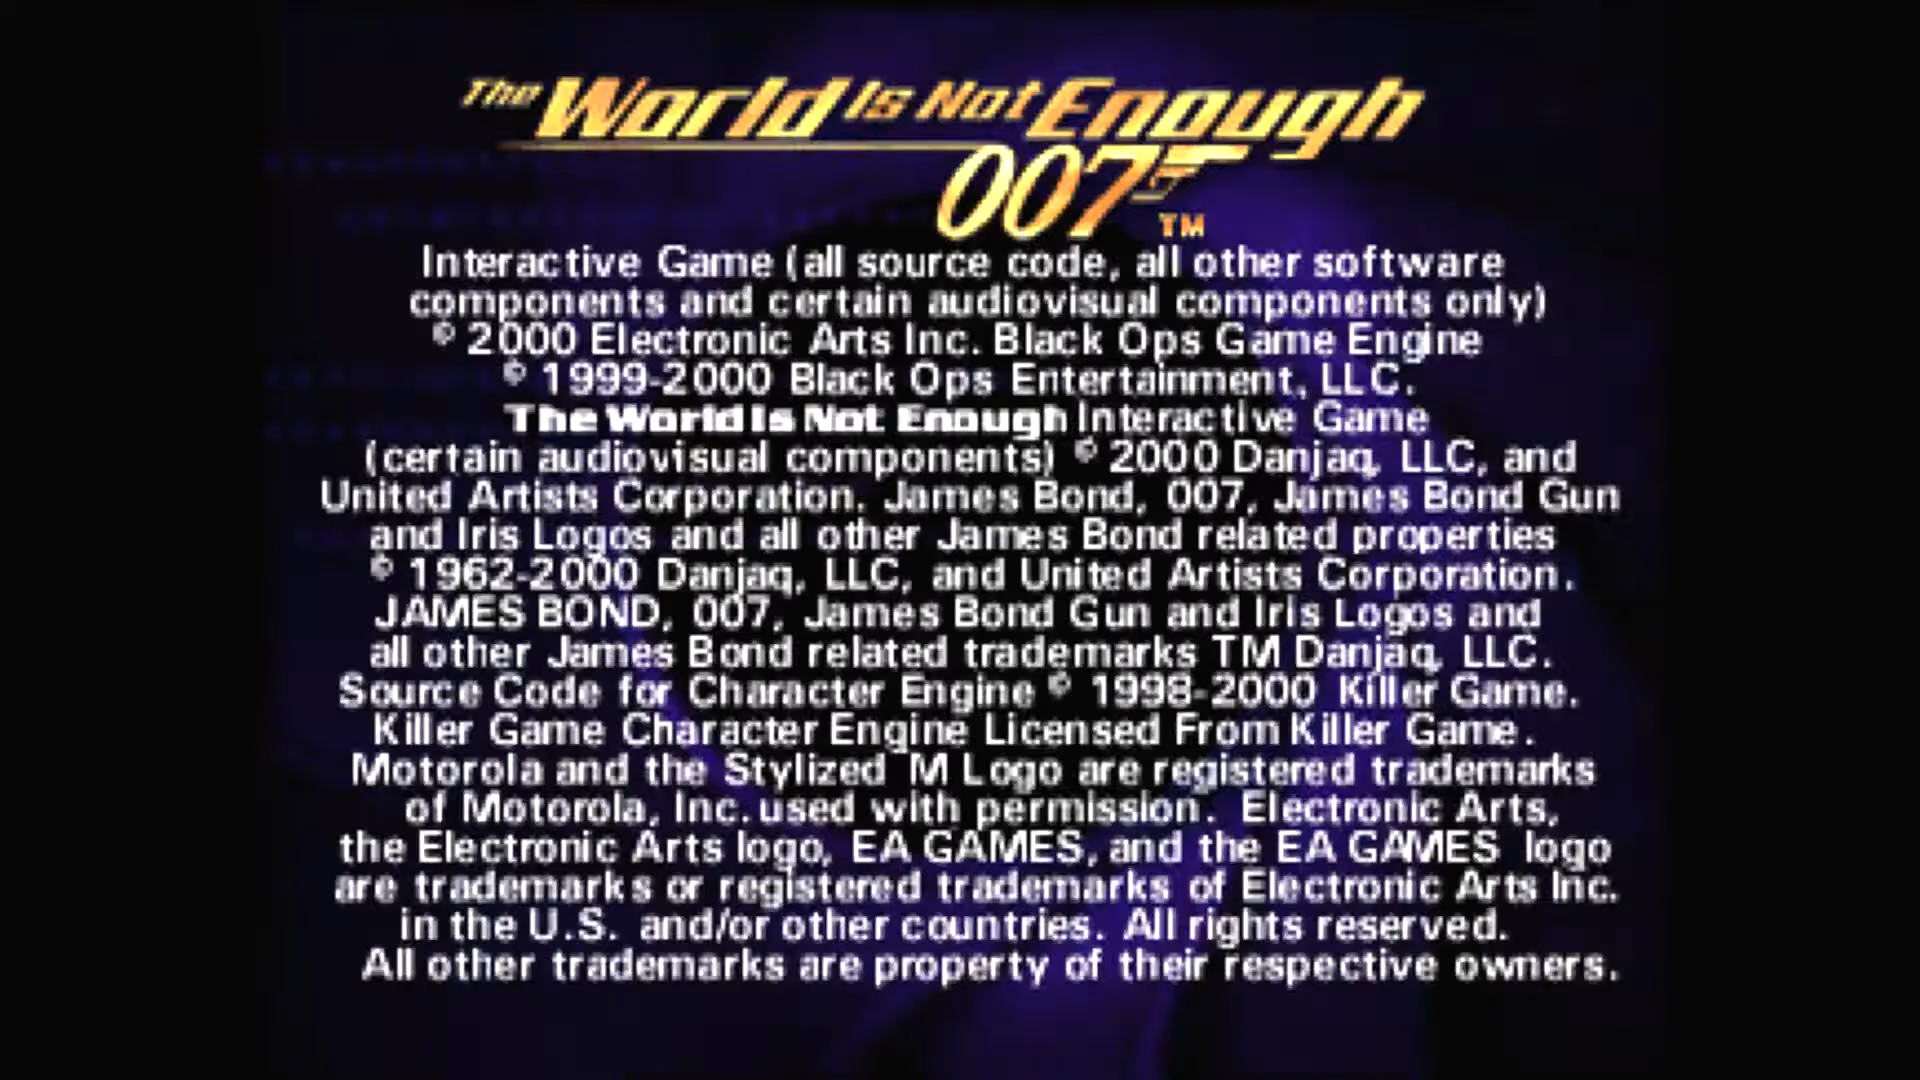 The World Is Not Enough
007 TM
Interactive Game (all source code, all other software
components and certain audiovisual components only)
© 2000 Electronic Arts Inc. Black Ops Game Engine
© 1999-2000 Black Ops Entertainment, LLC.
The World Is Not Enough Interactive Game
(certain audiovisual components) © 2000 Danjaq, LLC, and
United Artists Corporation. James Bond, 007, James Bond Gun
and Iris Logos and all other James Bond related properties
© 1962-2000 Danjaq, LLC, and United Artists Corporation.
JAMES BOND, 007, James Bond Gun and Iris Logos and
all other James Bond related trademarks TM Danjaq, LLC.
Source Code for Character Engine © 1998-2000 Killer Game.
Killer Game Character Engine Licensed From Killer Game.
Motorola and the Stylized M Logo are registered trademarks
of Motorola, Inc. used with permission. Electronic Arts,
the Electronic Arts logo, EA GAMES, and the EA GAMES logo
are trademarks or registered trademarks of Electronic Arts Inc.
in the U.S. and/or other countries. All rights reserved.
All other trademarks are property of their respective owners.